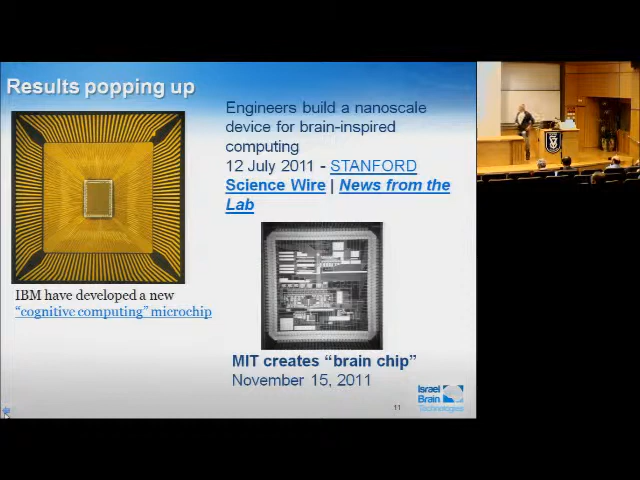 Results popping up
Engineers build a nanoscale
device for brain-inspired
computing
12 July 2011 - STANFORD
Science Wire | News from the
Lab
IBM have developed a new
“cognitive computing” microchip
MIT creates “brain chip”
November 15, 2011
Israel
Brain
Technologies
11